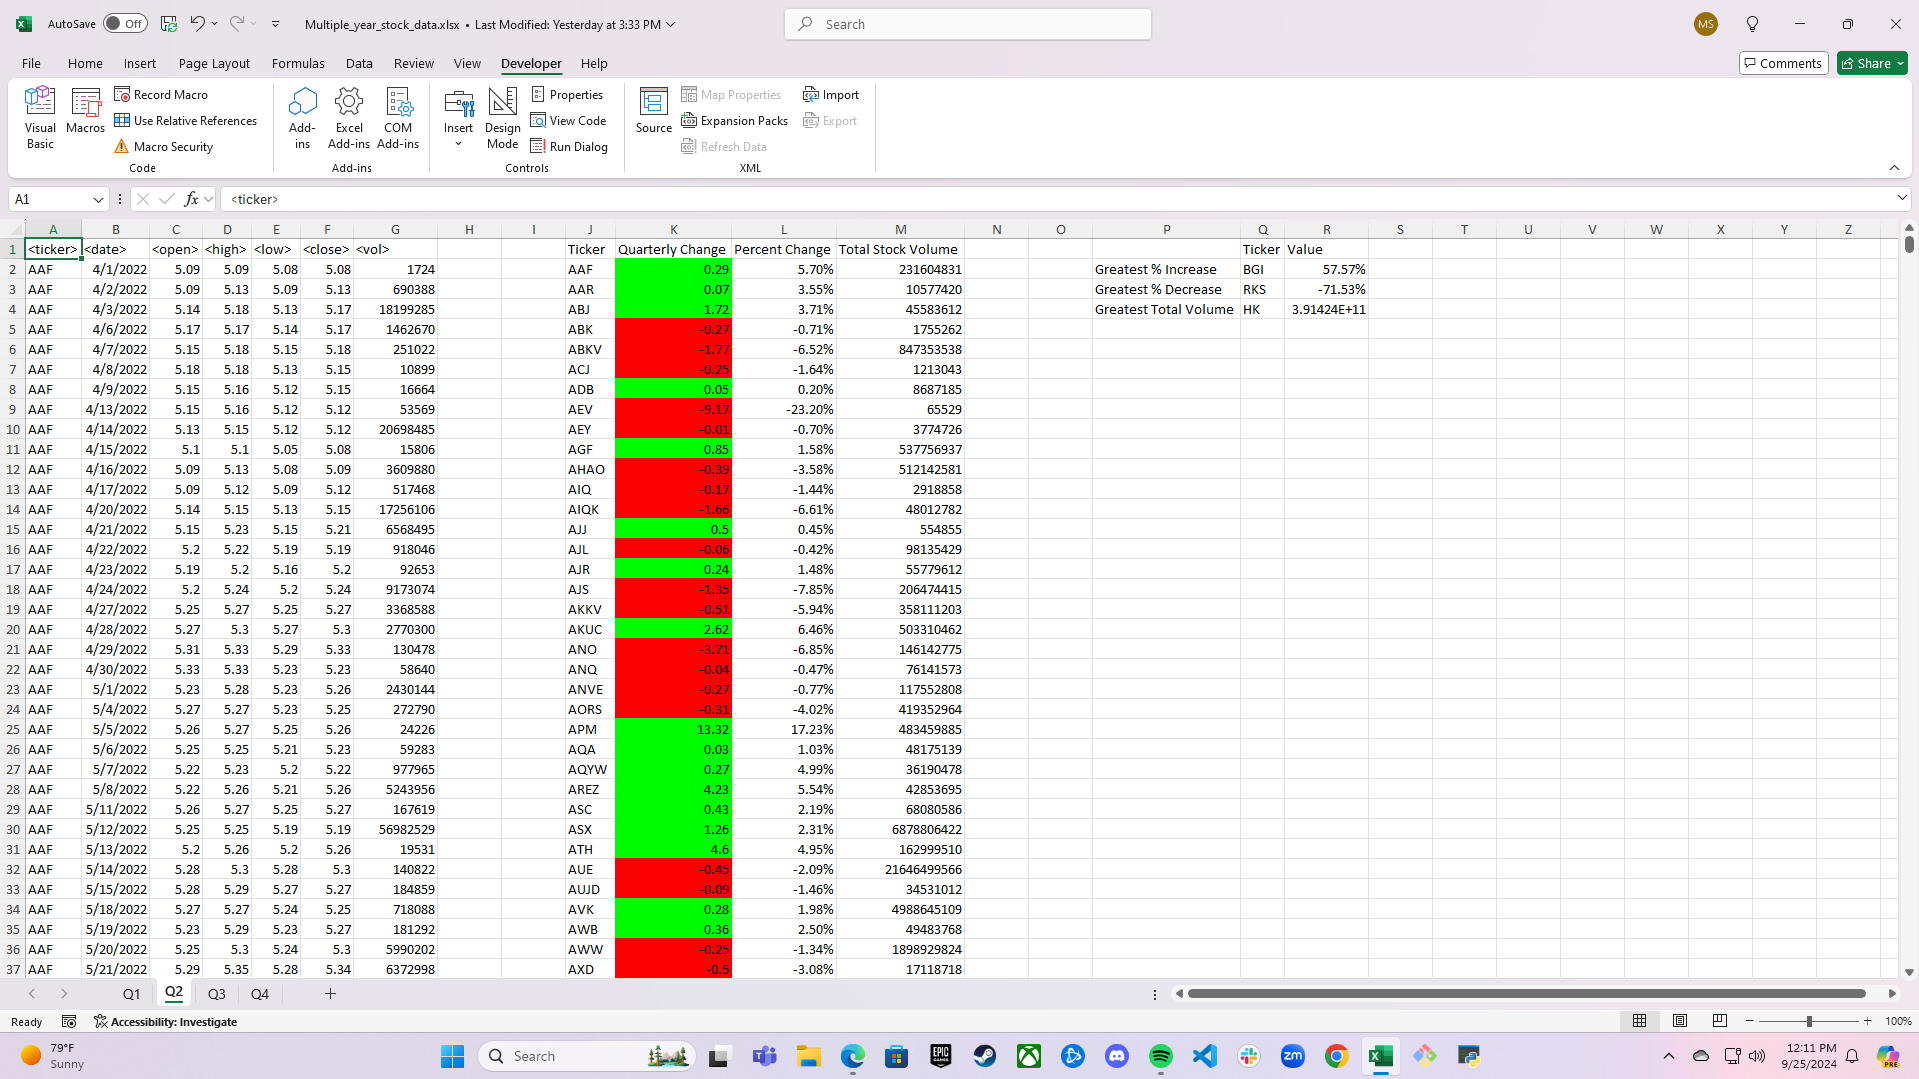 AutoSave Off Multiple_year_stock_data.xlsx • Last Modified: Yesterday at 3:33 PM Search MS
File Home Insert Page Layout Formulas Data Review View Developer Help Comments Share
Visual Basic Macros Record Macro Use Relative References Macro Security Code
Add-ins Excel Add-ins COM Add-ins Add-ins
Insert Design Mode Properties View Code Run Dialog Controls
Source Map Properties Expansion Packs Refresh Data Import Export XML
A1 fx <ticker>
A B C D E F G H I J K L M N O P Q R S T U V W X Y Z
1 <ticker> <date> <open> <high> <low> <close> <vol> Ticker Quarterly Change Percent Change Total Stock Volume Ticker Value
2 AAF 4/1/2022 5.09 5.09 5.08 5.08 1724 AAF 0.29 5.70% 231604831 Greatest % Increase BGI 57.57%
3 AAF 4/2/2022 5.09 5.13 5.09 5.13 690388 AAR 0.07 3.55% 10577420 Greatest % Decrease RKS -71.53%
4 AAF 4/3/2022 5.14 5.18 5.13 5.17 18199285 ABJ 1.72 3.71% 45583612 Greatest Total Volume HK 3.91424E+11
5 AAF 4/6/2022 5.17 5.17 5.14 5.17 1462670 ABK -0.27 -0.71% 1755262
6 AAF 4/7/2022 5.15 5.18 5.15 5.18 251022 ABKV -1.77 -6.52% 847353538
7 AAF 4/8/2022 5.18 5.18 5.13 5.15 10899 ACJ -0.25 -1.64% 1213043
8 AAF 4/9/2022 5.15 5.16 5.12 5.15 16664 ADB 0.05 0.20% 8687185
9 AAF 4/13/2022 5.15 5.16 5.12 5.12 53569 AEV -9.17 -23.20% 65529
10 AAF 4/14/2022 5.13 5.15 5.12 5.12 20698485 AEY -0.01 -0.70% 3774726
11 AAF 4/15/2022 5.1 5.1 5.05 5.08 15806 AGF 0.85 1.58% 537756937
12 AAF 4/16/2022 5.09 5.13 5.08 5.09 3609880 AHAO -0.39 -3.58% 512142581
13 AAF 4/17/2022 5.09 5.12 5.09 5.12 517468 AIQ -0.17 -1.44% 2918858
14 AAF 4/20/2022 5.14 5.15 5.13 5.15 17256106 AIQK -1.66 -6.61% 48012782
15 AAF 4/21/2022 5.15 5.23 5.15 5.21 6568495 AJJ 0.5 0.45% 554855
16 AAF 4/22/2022 5.2 5.22 5.19 5.19 918046 AJL -0.06 -0.42% 98135429
17 AAF 4/23/2022 5.19 5.2 5.16 5.2 92653 AJR 0.24 1.48% 55779612
18 AAF 4/24/2022 5.2 5.24 5.2 5.24 9173074 AJS -1.35 -7.85% 206474415
19 AAF 4/27/2022 5.25 5.27 5.25 5.27 3368588 AKKV -0.51 -5.94% 358111203
20 AAF 4/28/2022 5.27 5.3 5.27 5.3 2770300 AKUC 2.62 6.46% 503310462
21 AAF 4/29/2022 5.31 5.33 5.29 5.33 130478 ANO -3.71 -6.85% 146142775
22 AAF 4/30/2022 5.33 5.33 5.23 5.23 58640 ANQ -0.04 -0.47% 76141573
23 AAF 5/1/2022 5.23 5.28 5.23 5.26 2430144 ANVE -0.27 -0.77% 117552808
24 AAF 5/4/2022 5.27 5.27 5.23 5.25 272790 AORS -0.31 -4.02% 419352964
25 AAF 5/5/2022 5.26 5.27 5.25 5.26 24226 APM 13.32 17.23% 483459885
26 AAF 5/6/2022 5.25 5.25 5.21 5.23 59283 AQA 0.03 1.03% 48175139
27 AAF 5/7/2022 5.22 5.23 5.2 5.22 977965 AQYW 0.27 4.99% 36190478
28 AAF 5/8/2022 5.22 5.26 5.21 5.26 5243956 AREZ 4.23 5.54% 42853695
29 AAF 5/11/2022 5.26 5.27 5.25 5.27 167619 ASC 0.43 2.19% 68080586
30 AAF 5/12/2022 5.25 5.25 5.19 5.19 56982529 ASX 1.26 2.31% 6878806422
31 AAF 5/13/2022 5.2 5.26 5.2 5.26 19531 ATH 4.6 4.95% 162999510
32 AAF 5/14/2022 5.28 5.3 5.28 5.3 140822 AUE -0.45 -2.09% 21646499566
33 AAF 5/15/2022 5.28 5.29 5.27 5.27 184859 AUJD -0.09 -1.46% 34531012
34 AAF 5/18/2022 5.27 5.27 5.24 5.25 718088 AVK 0.28 1.98% 4988645109
35 AAF 5/19/2022 5.23 5.29 5.23 5.27 181292 AWB 0.36 2.50% 49483768
36 AAF 5/20/2022 5.25 5.3 5.24 5.3 5990202 AWW -0.25 -1.34% 1898929824
37 AAF 5/21/2022 5.29 5.35 5.28 5.34 6372998 AXD -0.5 -3.08% 17118718
Q1 Q2 Q3 Q4
Ready Accessibility: Investigate 100%
79°F Sunny Search EPIC GAMES zm PRE 12:11 PM 9/25/2024